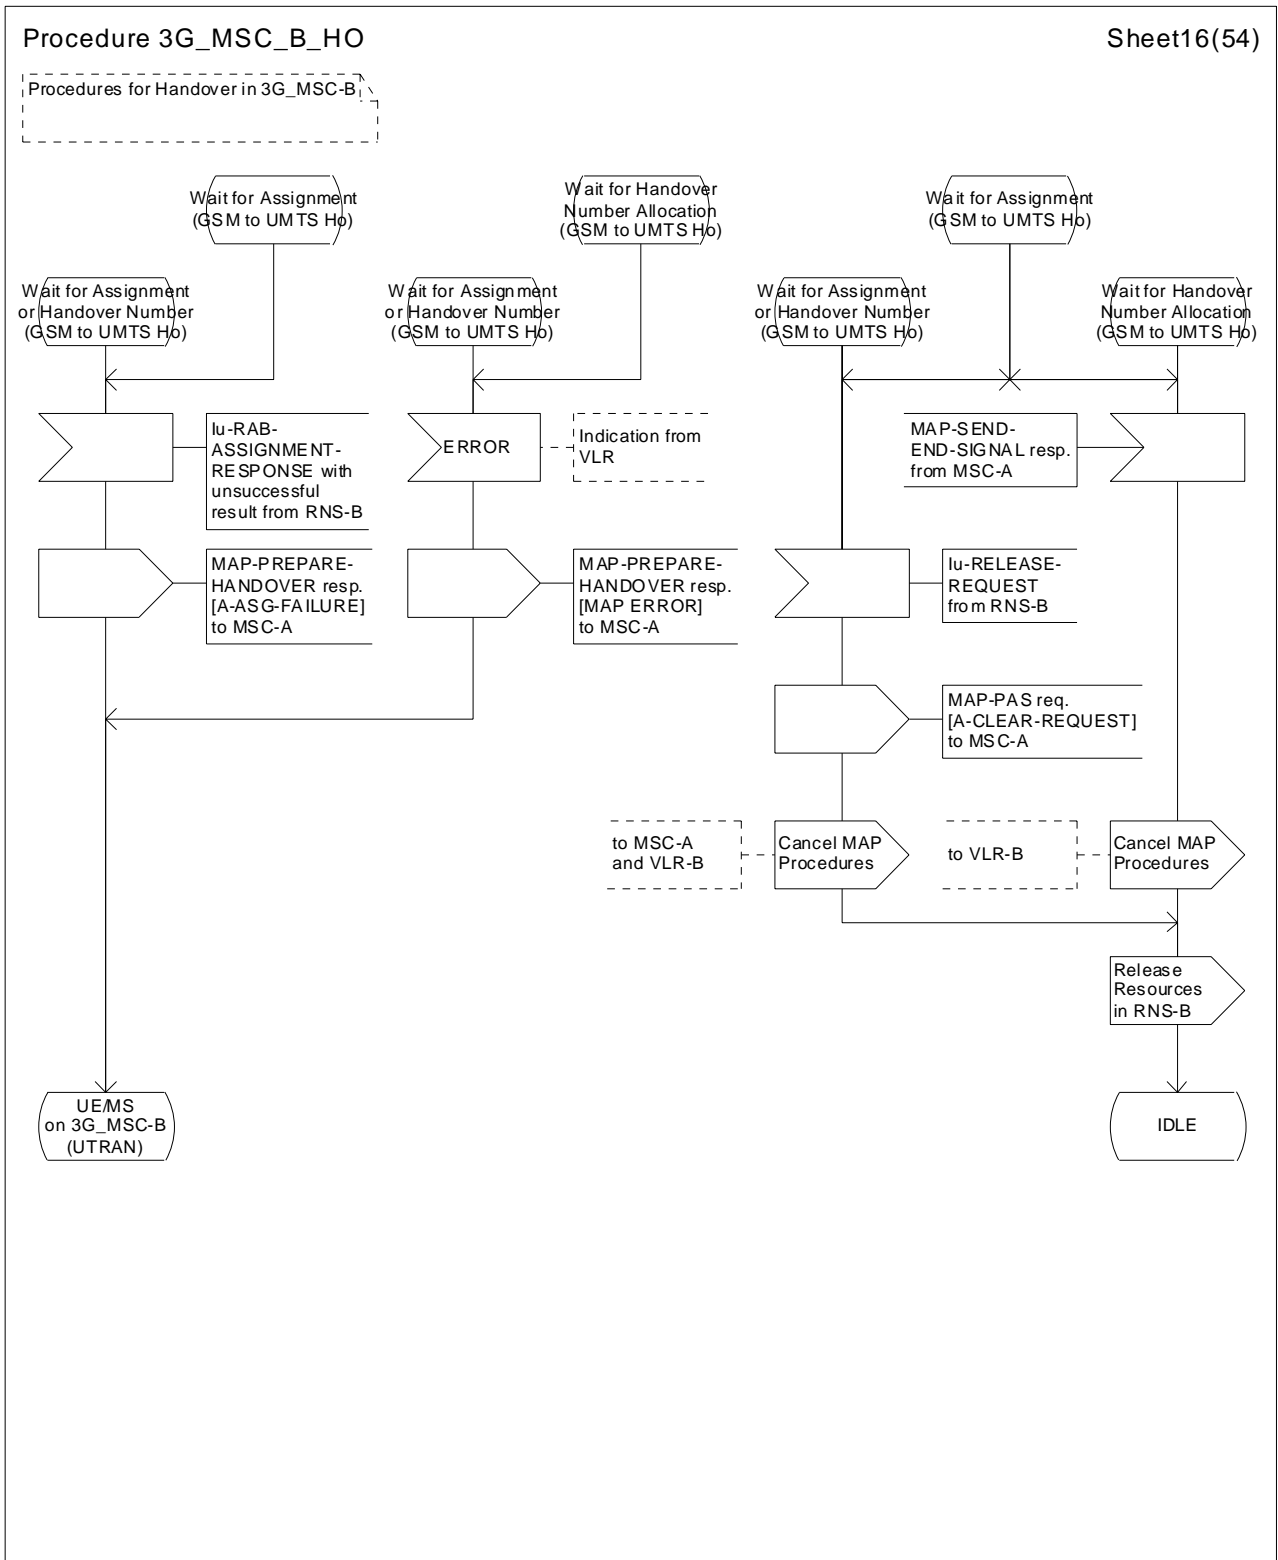 Procedure 3G_MSC_B_HO
Sheet16(54)
Procedures for Handover in 3G_MSC-B
Wait for Assignment
(GSM to UMTS Ho)
Wait for Handover
Number Allocation
(GSM to UMTS Ho)
Wait for Assignment
(GSM to UMTS Ho)
Wait for Assignment
or Handover Number
(GSM to UMTS Ho)
Wait for Assignment
or Handover Number
(GSM to UMTS Ho)
Wait for Assignment
or Handover Number
(GSM to UMTS Ho)
Wait for Handover
Number Allocation
(GSM to UMTS Ho)
Iu-RAB-
ASSIGNMENT-
RESPONSE with
unsuccessful
result from RNS-B
ERROR
Indication from
VLR
MAP-SEND-
END-SIGNAL resp.
from MSC-A
MAP-PREPARE-
HANDOVER resp.
[A-ASG-FAILURE]
to MSC-A
MAP-PREPARE-
HANDOVER resp.
[MAP ERROR]
to MSC-A
Iu-RELEASE-
REQUEST
from RNS-B
MAP-PAS req.
[A-CLEAR-REQUEST]
to MSC-A
to MSC-A
and VLR-B
Cancel MAP
Procedures
to VLR-B
Cancel MAP
Procedures
Release
Resources
in RNS-B
UE/MS
on 3G_MSC-B
(UTRAN)
IDLE